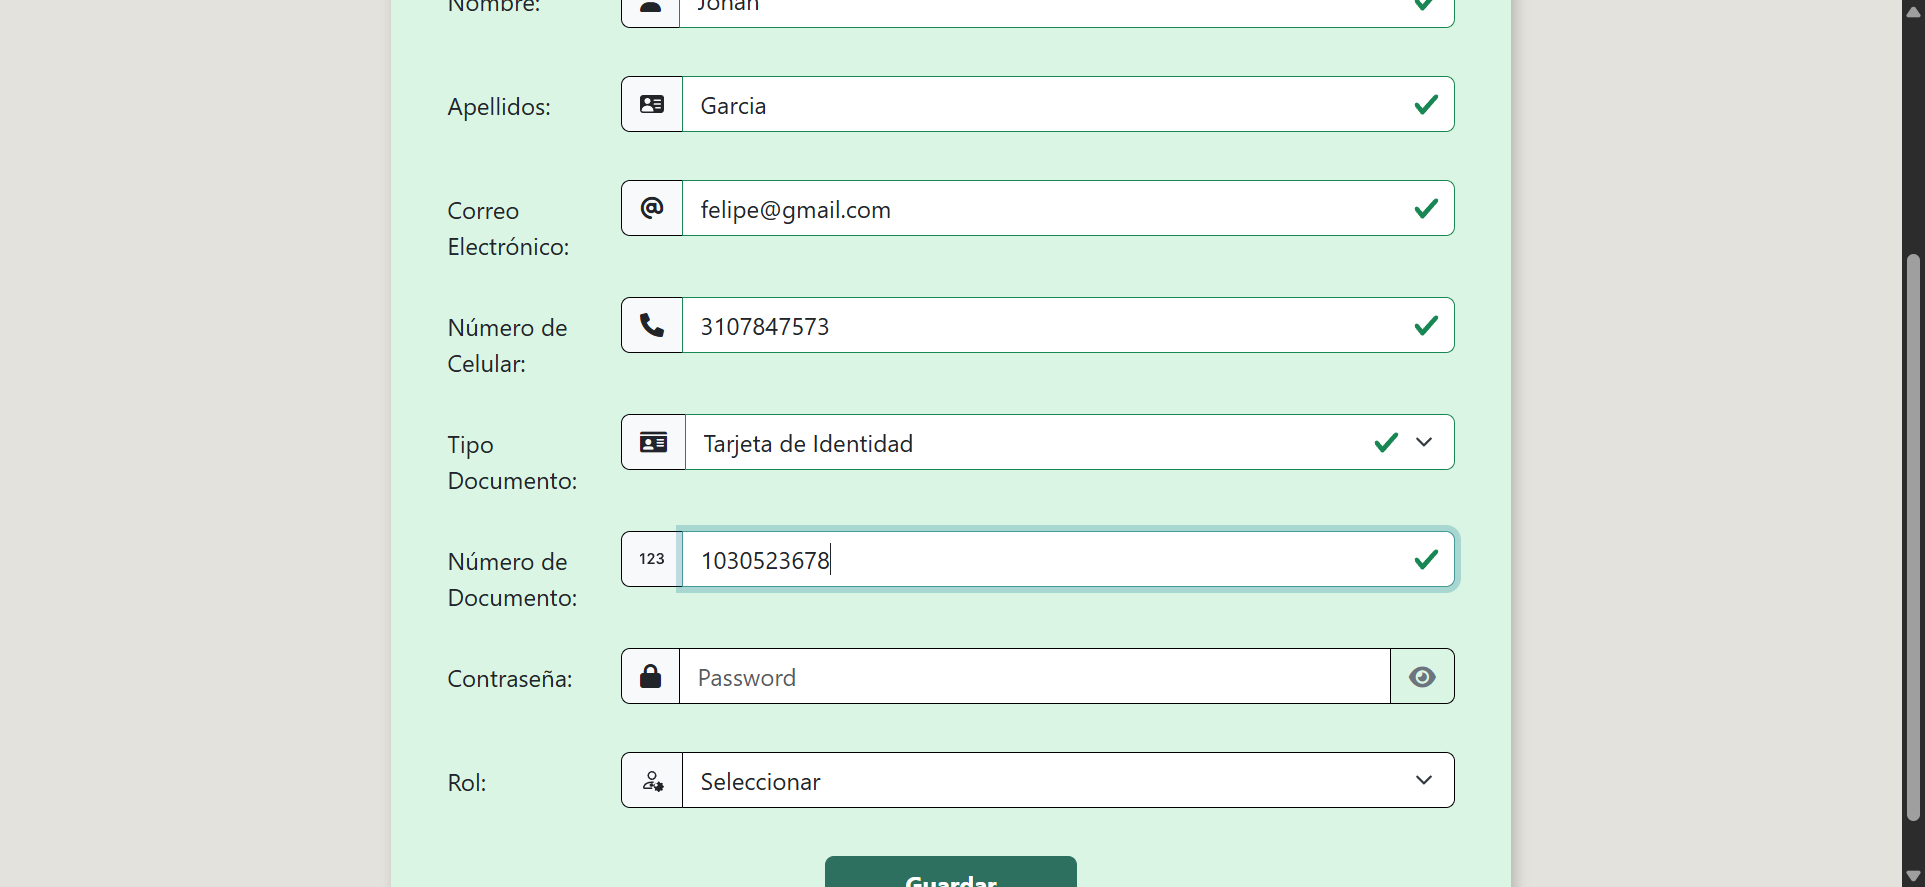 Nombre:
Johan
Apellidos:
Garcia
Correo
Electrónico:
felipe@gmail.com
Número de
Celular:
3107847573
Tipo
Documento:
Tarjeta de Identidad
Número de
Documento:
123
1030523678
Contraseña:
Password
Rol:
Seleccionar
Guardar